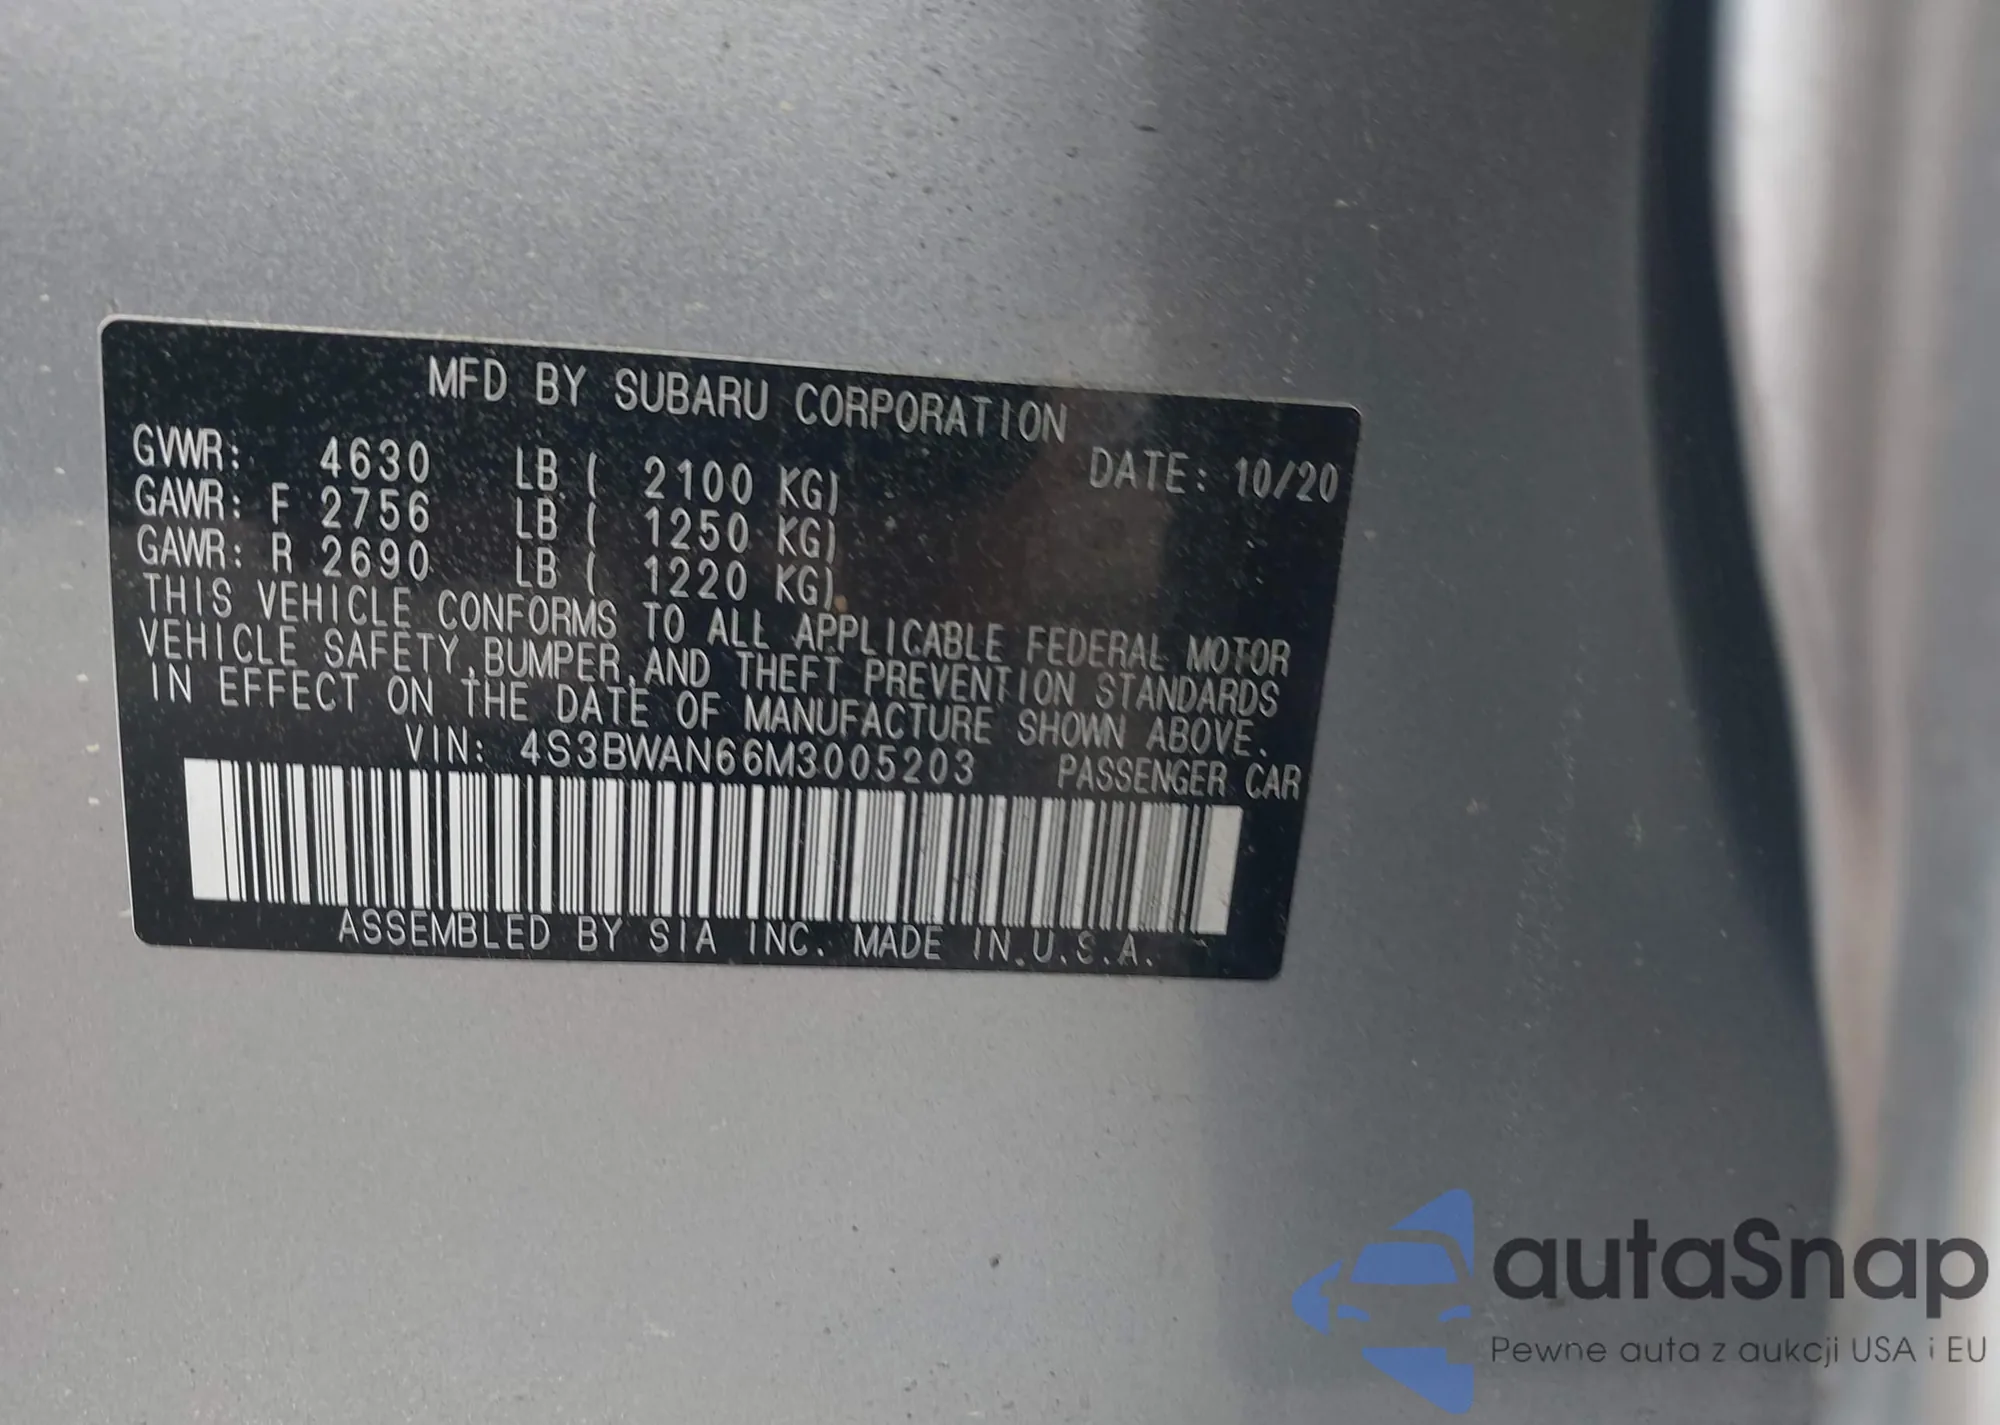 MFD BY SUBARU CORPORATION
GVWR: 4630 LB ( 2100 KG) DATE: 10/20
GAWR: F 2756 LB ( 1250 KG)
GAWR: R 2690 LB ( 1220 KG)
THIS VEHICLE CONFORMS TO ALL APPLICABLE FEDERAL MOTOR
VEHICLE SAFETY,BUMPER,AND THEFT PREVENTION STANDARDS
IN EFFECT ON THE DATE OF MANUFACTURE SHOWN ABOVE.
VIN: 4S3BWAN66M3005203 PASSENGER CAR
ASSEMBLED BY SIA INC. MADE IN.U.S.A.
autaSnap
Pewne auta z aukcji USA i EU